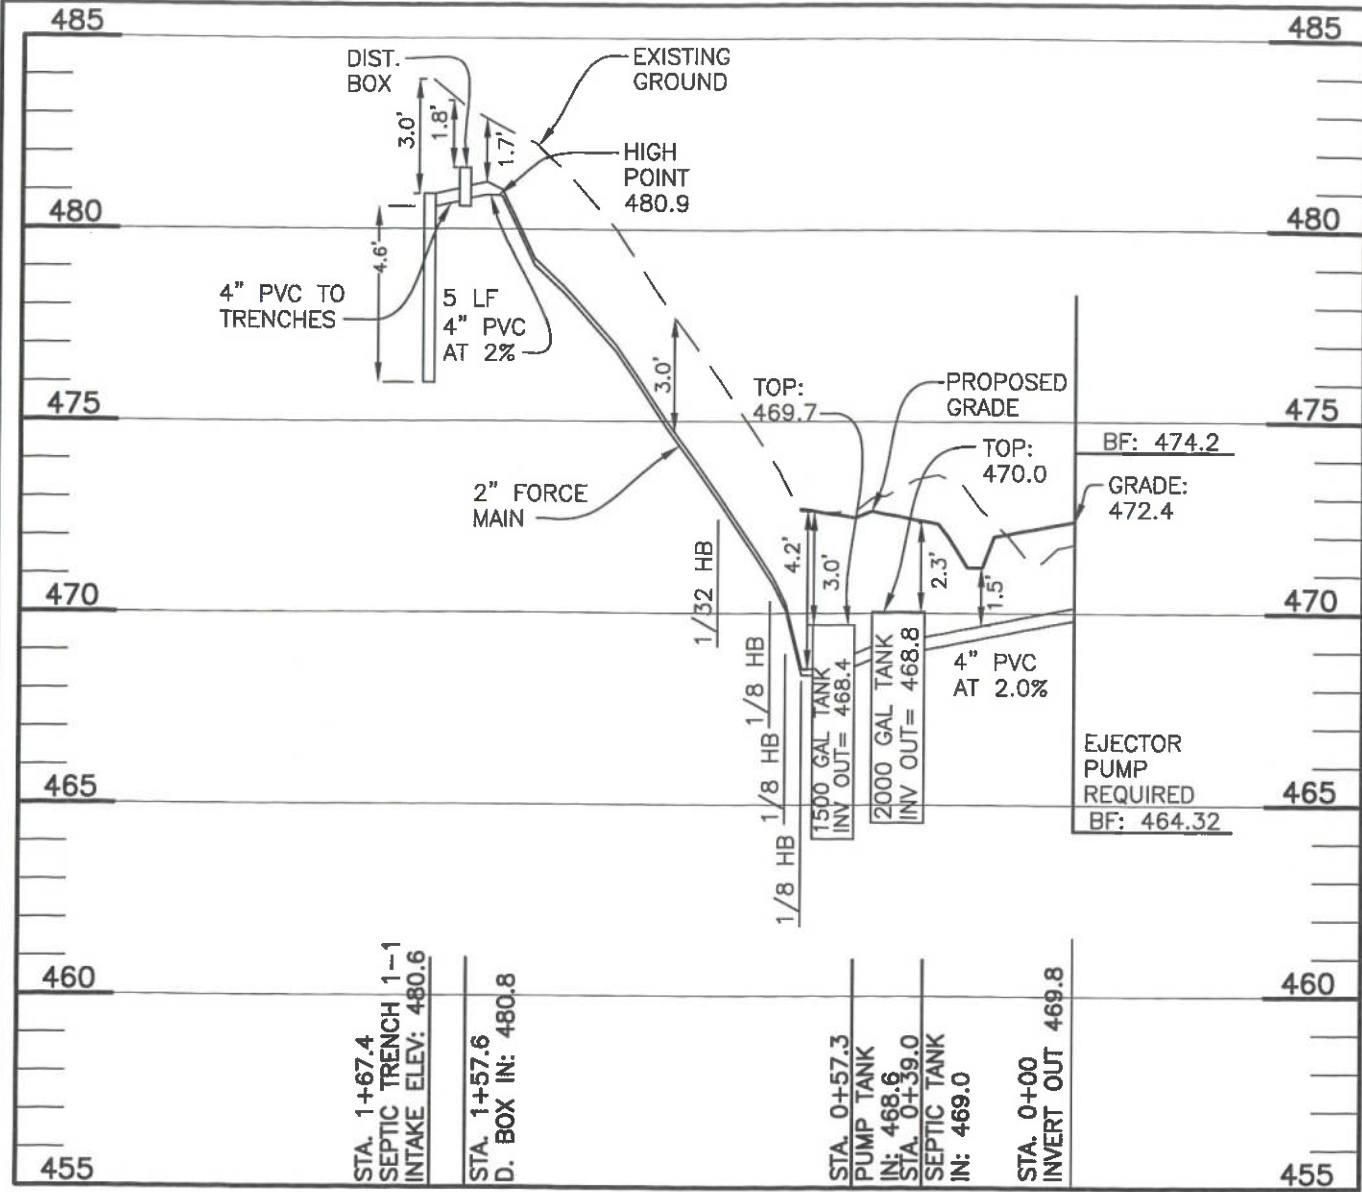 485
485
DIST.
BOX
EXISTING
GROUND
3.0'
1.8'
1.7'
HIGH
POINT
480.9
480
480
4.6'
4" PVC TO
TRENCHES
5 LF
4" PVC
AT 2%
3.0'
TOP:
469.7
PROPOSED
GRADE
475
475
TOP:
470.0
BF: 474.2
GRADE:
472.4
2" FORCE
MAIN
4.2'
3.0'
2.3'
1.5'
1/32 HB
470
470
1/8 HB
1/8 HB
1/8 HB
1500 GAL TANK
INV OUT= 468.4
2000 GAL TANK
INV OUT= 468.8
4" PVC
AT 2.0%
EJECTOR
PUMP
REQUIRED
BF: 464.32
465
465
460
460
STA. 1+67.4
SEPTIC TRENCH 1-1
INTAKE ELEV: 480.6
STA. 1+57.6
D. BOX IN: 480.8
STA. 0+57.3
PUMP TANK
IN: 468.6
STA. 0+39.0
SEPTIC TANK
IN: 469.0
STA. 0+00
INVERT OUT 469.8
455
455